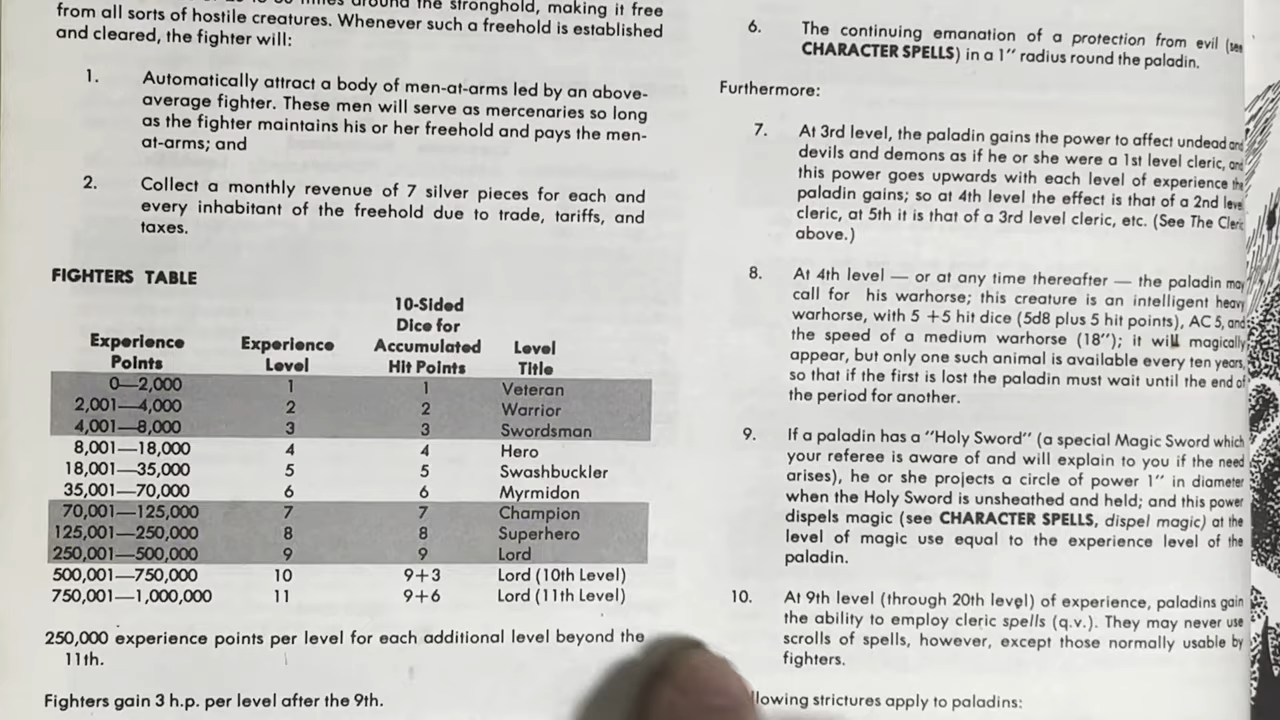 around the stronghold, making it free
from all sorts of hostile creatures. Whenever such a freehold is established
and cleared, the fighter will:
1. Automatically attract a body of men-at-arms led by an above-
average fighter. These men will serve as mercenaries so long
as the fighter maintains his or her freehold and pays the men-
at-arms; and
2. Collect a monthly revenue of 7 silver pieces for each and
every inhabitant of the freehold due to trade, tariffs, and
taxes.
FIGHTERS TABLE
10-Sided
Dice for
Experience Experience Accumulated Level
Points Level Hit Points Title
0—2,000 1 1 Veteran
2,001—4,000 2 2 Warrior
4,001—8,000 3 3 Swordsman
8,001—18,000 4 4 Hero
18,001—35,000 5 5 Swashbuckler
35,001—70,000 6 6 Myrmidon
70,001—125,000 7 7 Champion
125,001—250,000 8 8 Superhero
250,001—500,000 9 9 Lord
500,001—750,000 10 9+3 Lord (10th Level)
750,001—1,000,000 11 9+6 Lord (11th Level)
250,000 experience points per level for each additional level beyond the
11th.
Fighters gain 3 h.p. per level after the 9th.
6. The continuing emanation of a protection from evil (see
CHARACTER SPELLS) in a 1" radius round the paladin.
Furthermore:
7. At 3rd level, the paladin gains the power to affect undead and
devils and demons as if he or she were a 1st level cleric, and
this power goes upwards with each level of experience the
paladin gains; so at 4th level the effect is that of a 2nd level
cleric, at 5th it is that of a 3rd level cleric, etc. (See The Cleric
above.)
8. At 4th level — or at any time thereafter — the paladin may
call for his warhorse; this creature is an intelligent heavy
warhorse, with 5 +5 hit dice (5d8 plus 5 hit points), AC 5, and
the speed of a medium warhorse (18"); it will magically
appear, but only one such animal is available every ten years,
so that if the first is lost the paladin must wait until the end of
the period for another.
9. If a paladin has a "Holy Sword" (a special Magic Sword which
your referee is aware of and will explain to you if the need
arises), he or she projects a circle of power 1" in diameter
when the Holy Sword is unsheathed and held; and this power
dispels magic (see CHARACTER SPELLS, dispel magic) at the
level of magic use equal to the experience level of the
paladin.
10. At 9th level (through 20th level) of experience, paladins gain
the ability to employ cleric spells (q.v.). They may never use
scrolls of spells, however, except those normally usable by
fighters.
llowing strictures apply to paladins: